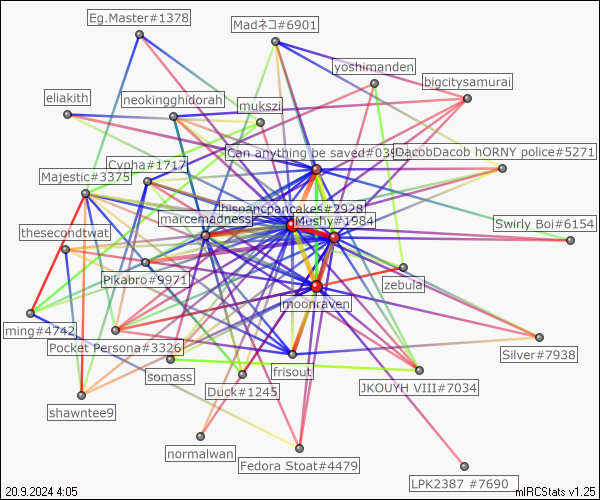 Eg.Master#1378
Madネコ#6901
yoshimanden
bigcitysamurai
eliakith
neokingghidorah
mukszi
Can anything be saved#039
DacobDacob hORNY police#5271
Cypha#1717
Majestic#3375
hispancpancakes#2928
marcemadness
Mushy#1984
Swirly Boi#6154
thesecondtwat
Pikabro#9971
zebula
moonraven
ming#4742
Pocket Persona#3326
Silver#7938
somass
frisout
JKOUYH VIII#7034
Duck#1245
shawntee9
normalwan
Fedora Stoat#4479
LPK2387 #7690
20.9.2024 4:05
mIRCStats v1.25